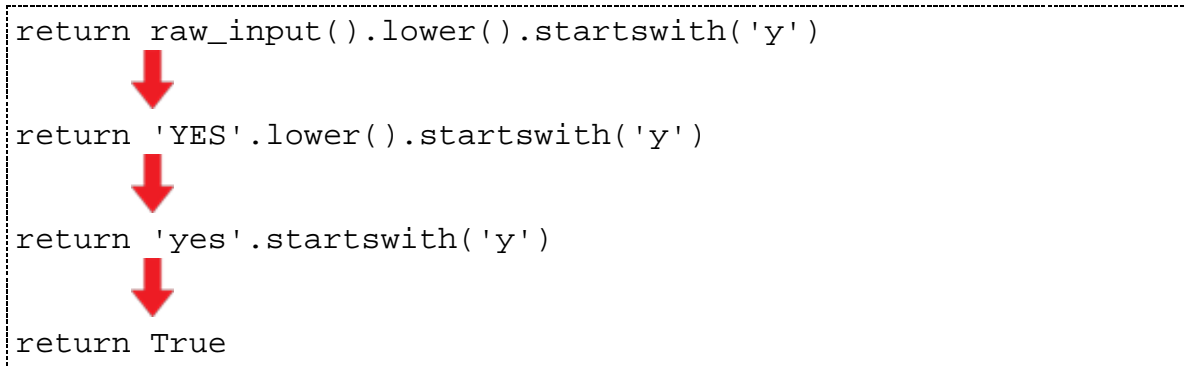 return raw_input().lower().startswith('y')
return 'YES'.lower().startswith('y')
return 'yes'.startswith('y')
return True